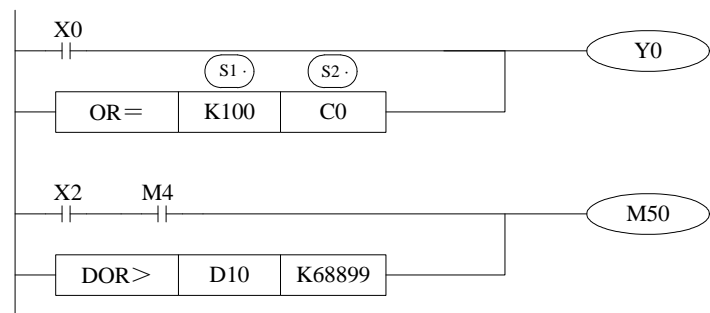 X0
Y0
S1· S2·
OR＝ K100 C0
X2 M4
M50
DOR＞ D10 K68899